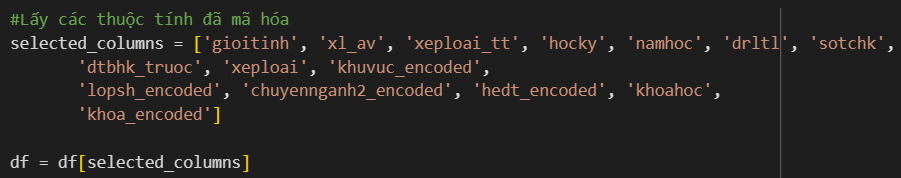 #Lấy các thuộc tính đã mã hóa
selected_columns = ['gioitinh', 'xl_av', 'xeploai_tt', 'hocky', 'namhoc', 'drltl', 'sotchk',
'dtbhk_truoc', 'xeploai', 'khuvuc_encoded',
'lopsh_encoded', 'chuyennganh2_encoded', 'hedt_encoded', 'khoahoc',
'khoa_encoded']
df = df[selected_columns]